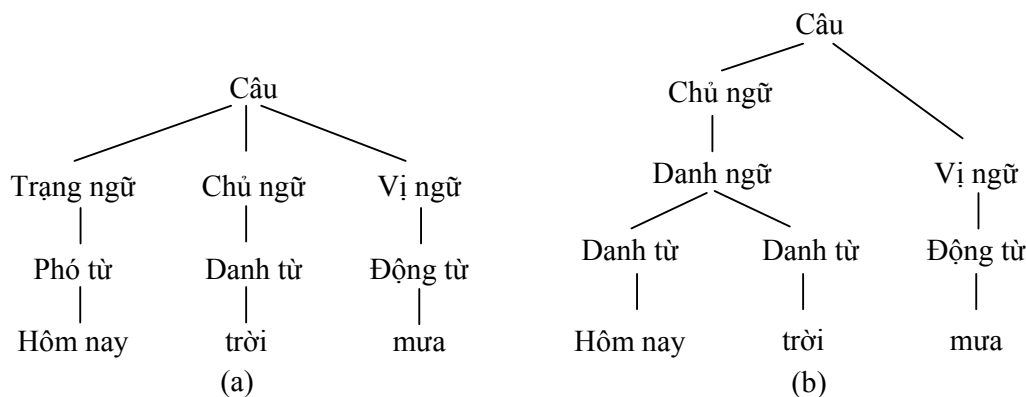 Câu
Trạng ngữ Chủ ngữ Vị ngữ
Phó từ Danh từ Động từ
Hôm nay trời mưa
(a)
Câu
Chủ ngữ
Danh ngữ Vị ngữ
Danh từ Danh từ Động từ
Hôm nay trời mưa
(b)